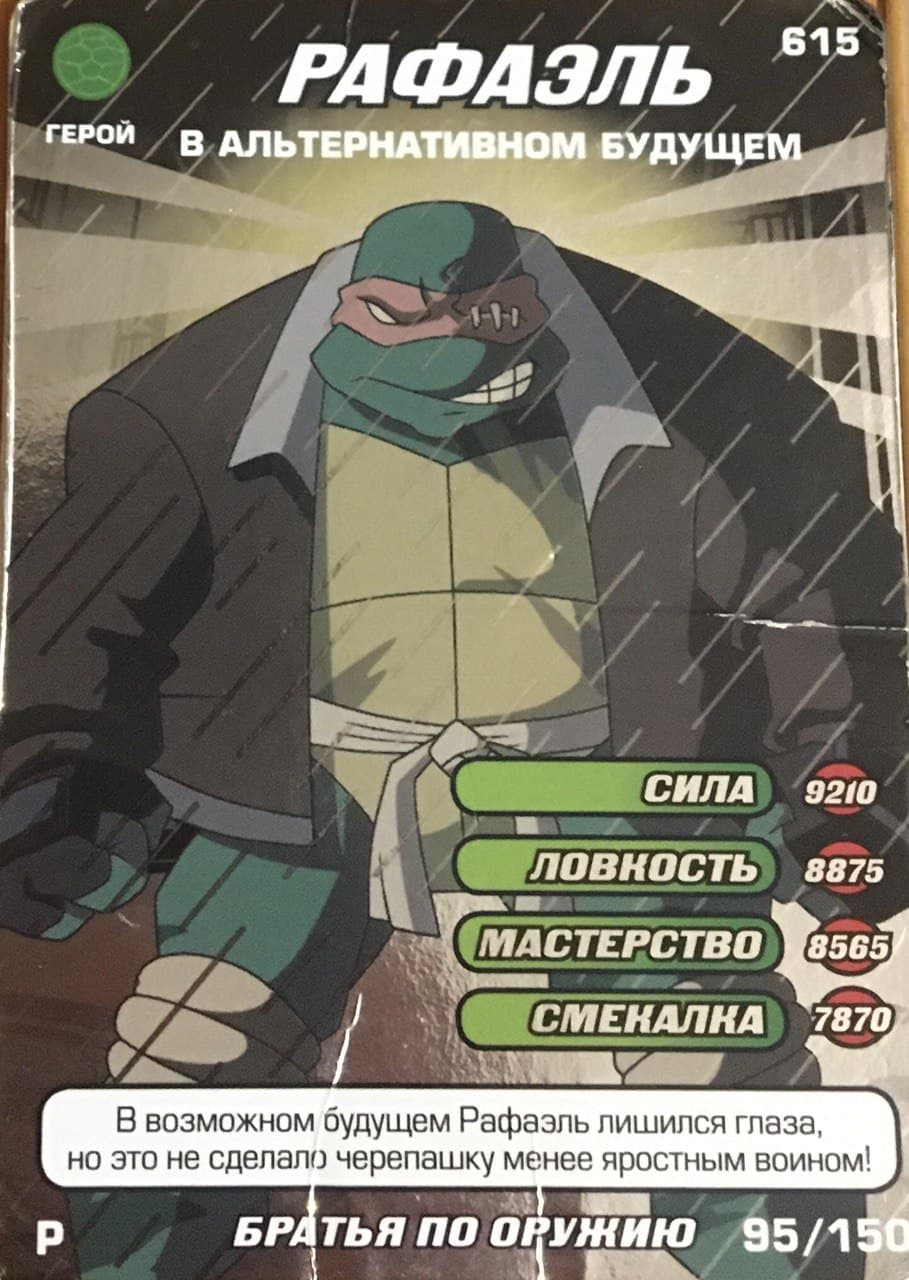 615
РАФАЭЛЬ
ГЕРОЙ
В АЛЬТЕРНАТИВНОМ БУДУЩЕМ
СИЛА 9210
ЛОВКОСТЬ 8875
МАСТЕРСТВО 8565
СМЕКАЛКА 7870
В возможном будущем Рафаэль лишился глаза,
но это не сделало черепашку менее яростным воином!
Р БРАТЬЯ ПО ОРУЖИЮ 95/150